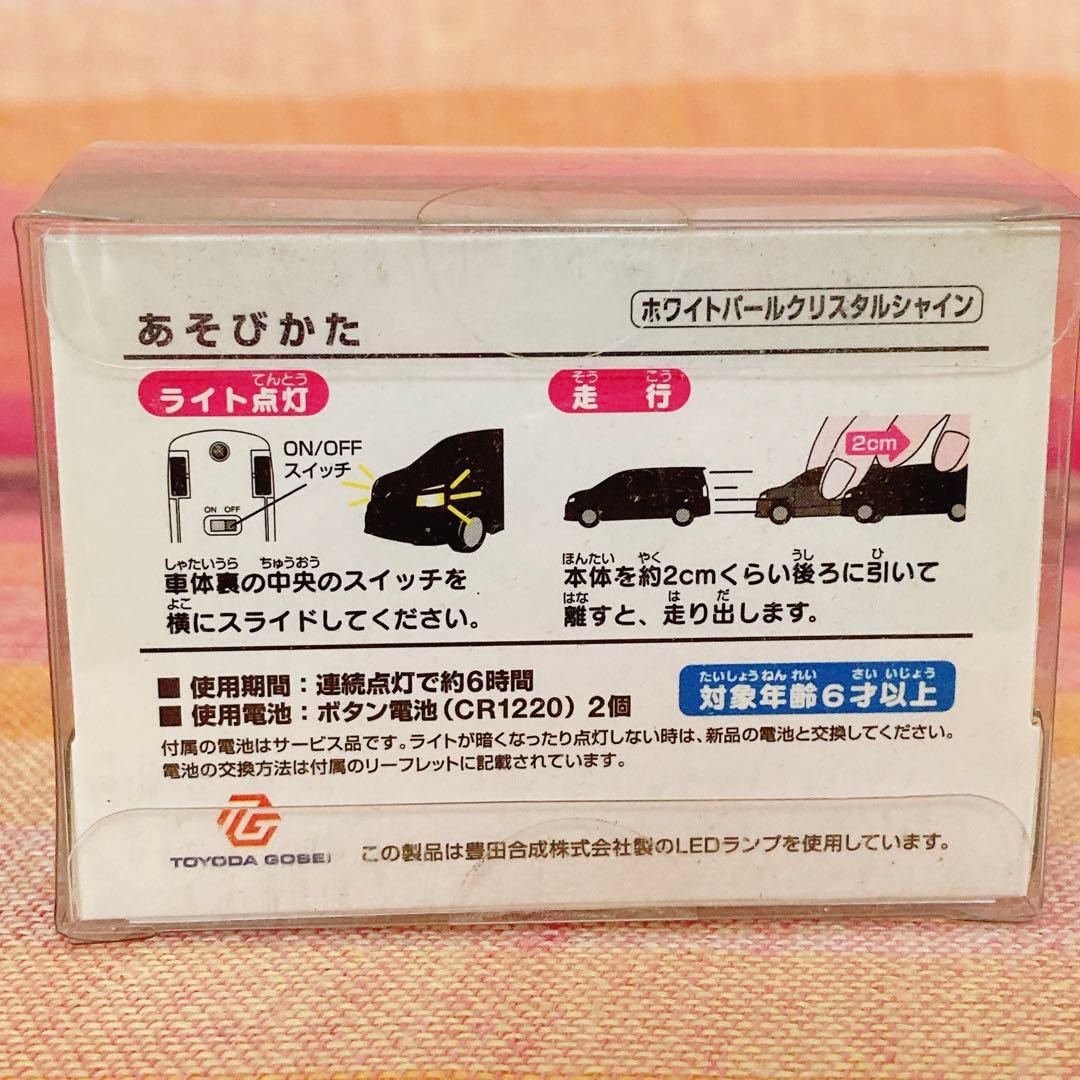 あそびかた
ホワイトパールクリスタルシャイン
てんとう
ライト点灯
ON/OFF
スイッチ
ON OFF
しゃたいうら ちゅうおう
車体裏の中央のスイッチを
よこ
横にスライドしてください。
そう こう
走行
2cm
ほんたい やく うし ひ
本体を約2cmくらい後ろに引いて
はな は だ
離すと、走り出します。
■ 使用期間：連続点灯で約6時間
■ 使用電池：ボタン電池（CR1220）2個
たいしょうねんれい さいいじょう
対象年齢6才以上
付属の電池はサービス品です。ライトが暗くなったり点灯しない時は、新品の電池と交換してください。
電池の交換方法は付属のリーフレットに記載されています。
TG
TOYODA GOSEI
この製品は豊田合成株式会社製のLEDランプを使用しています。